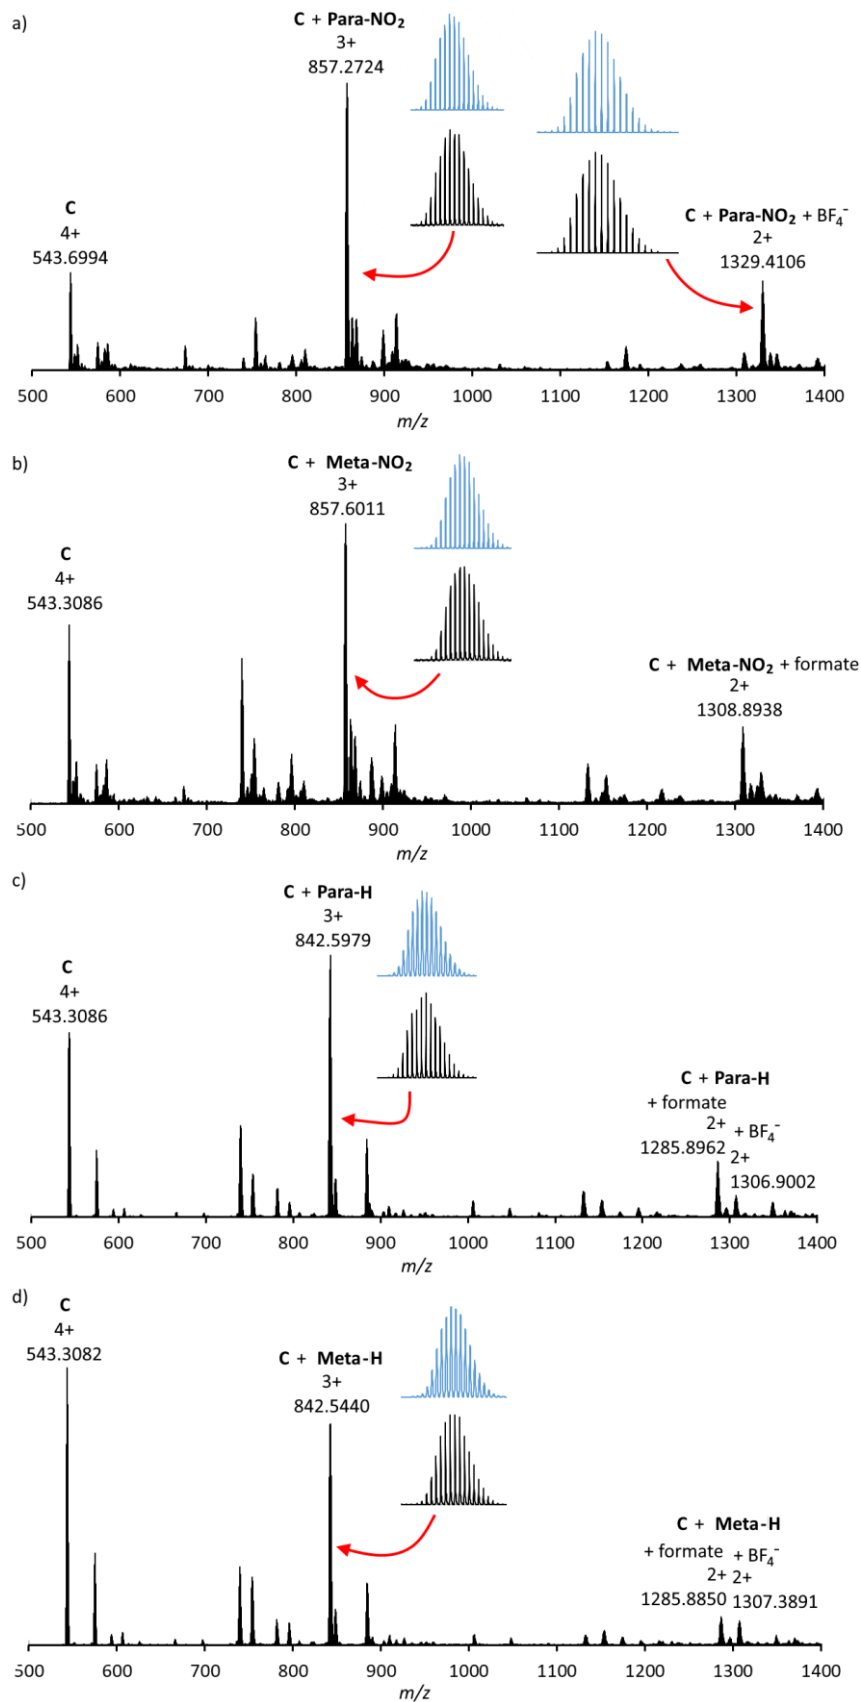 a)
C + Para-NO₂
3+
857.2724
C
4+
543.6994
C + Para-NO₂ + BF₄⁻
2+
1329.4106
500 600 700 800 900 1000 1100 1200 1300 1400
m/z
b)
C + Meta-NO₂
3+
857.6011
C
4+
543.3086
C + Meta-NO₂ + formate
2+
1308.8938
500 600 700 800 900 1000 1100 1200 1300 1400
m/z
c)
C + Para-H
3+
842.5979
C
4+
543.3086
C + Para-H
+ formate
2+ + BF₄⁻
1285.8962 2+
1306.9002
500 600 700 800 900 1000 1100 1200 1300 1400
m/z
d)
C
4+
543.3082
C + Meta-H
3+
842.5440
C + Meta-H
+ formate + BF₄⁻
2+ 2+
1285.8850 1307.3891
500 600 700 800 900 1000 1100 1200 1300 1400
m/z